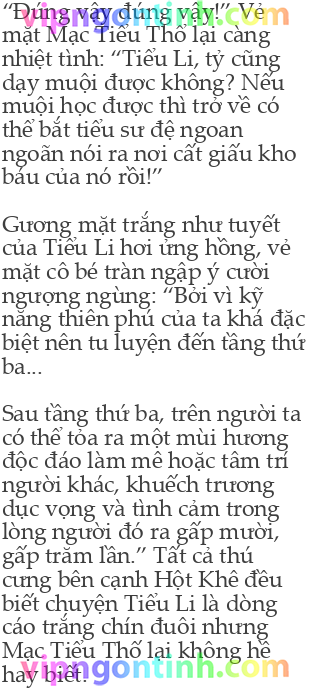 “Đúng vậy đúng vậy!” Vẻ
vipngontinh.com
mặt Mạc Tiểu Thố lại càng
nhiệt tình: “Tiểu Li, tỷ cũng
dạy muội được không? Nếu
muội học được thì trở về có
thể bắt tiểu sư đệ ngoan
ngoãn nói ra nơi cất giấu kho
báu của nó rồi!”
Gương mặt trắng như tuyết
của Tiểu Li hơi ửng hồng, vẻ
mặt cô bé tràn ngập ý cười
ngượng ngùng: “Bởi vì kỹ
năng thiên phú của ta khá đặc
biệt nên tu luyện đến tầng thứ
ba...
Sau tầng thứ ba, trên người ta
có thể tỏa ra một mùi hương
độc đáo làm mê hoặc tâm trí
người khác, khuếch trương
dục vọng và tình cảm trong
lòng người đó ra gấp mười,
gấp trăm lần.” Tất cả thú
cưng bên cạnh Hột Khê đều
biết chuyện Tiểu Li là dòng
cáo trắng chín đuôi nhưng
Mạc Tiểu Thố lại không hề
hay biết.
vipngontinh.com